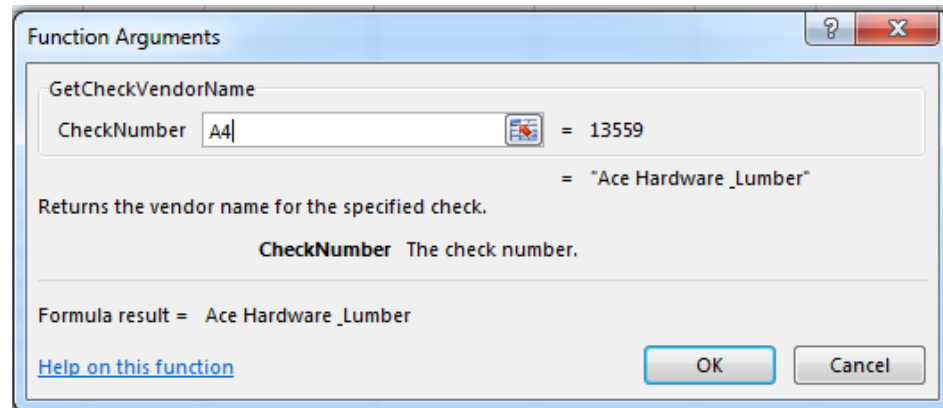 Function Arguments
GetCheckVendorName
CheckNumber A4 = 13559
= "Ace Hardware _Lumber"
Returns the vendor name for the specified check.
CheckNumber The check number.
Formula result = Ace Hardware _Lumber
Help on this function OK Cancel